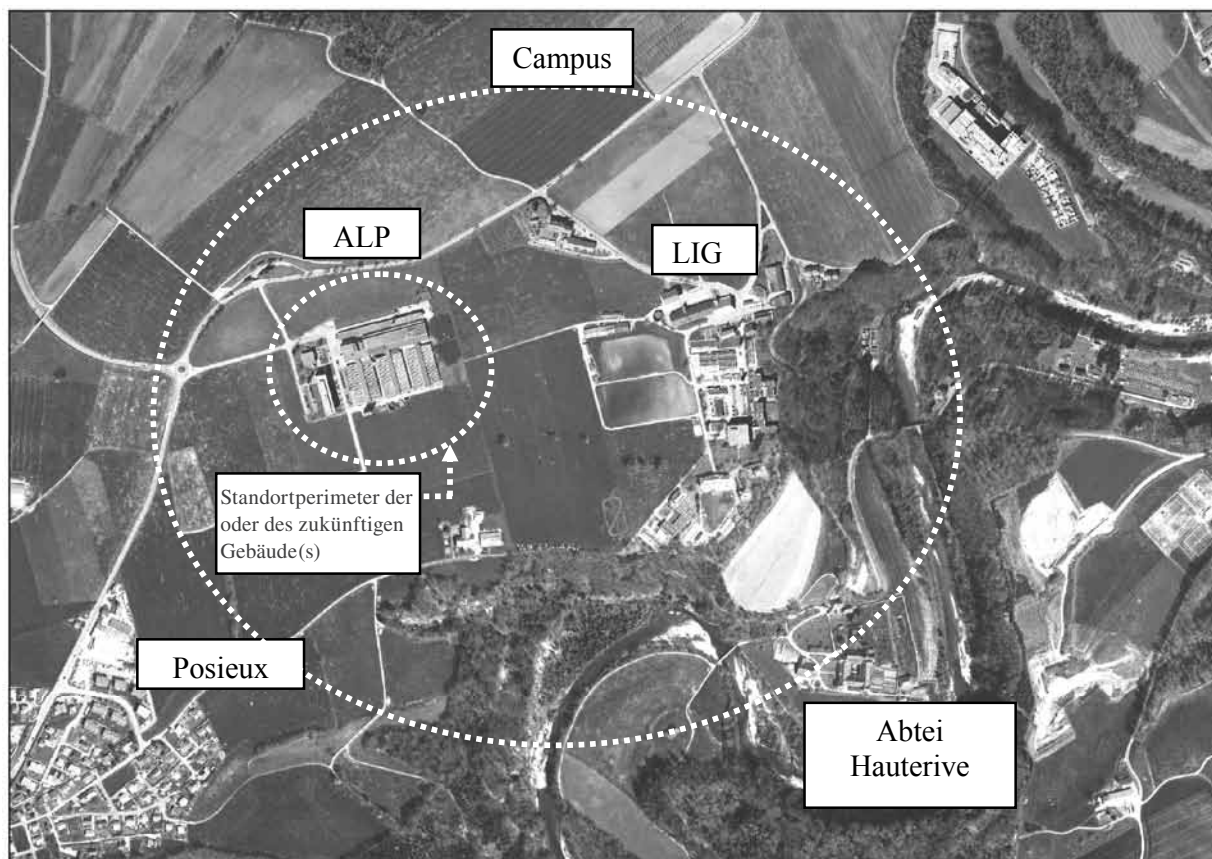 Campus
ALP
LIG
Standortperimeter der
oder des zukünftigen
Gebäude(s)
Posieux
Abtei
Hauterive